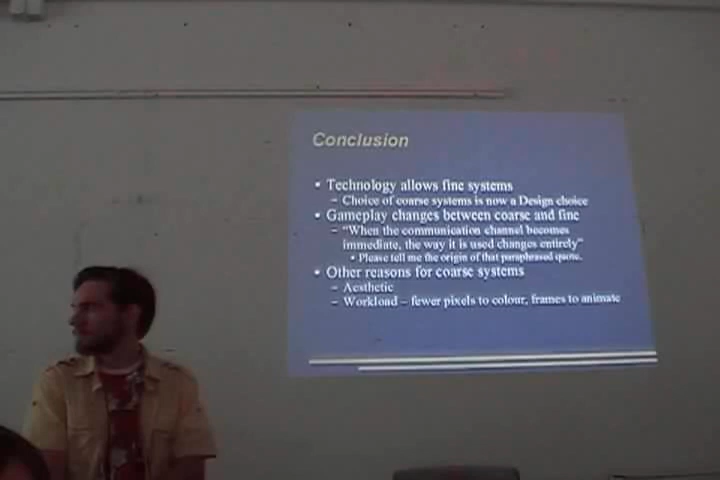 Conclusion
• Technology allows fine systems
– Choice of coarse systems is now a Design choice
• Gameplay changes between coarse and fine
– "When the communication channel becomes
immediate, the way it is used changes entirely"
• Please tell me the origin of that paraphrased quote.
• Other reasons for coarse systems
– Aesthetic
– Workload – fewer pixels to colour, frames to animate